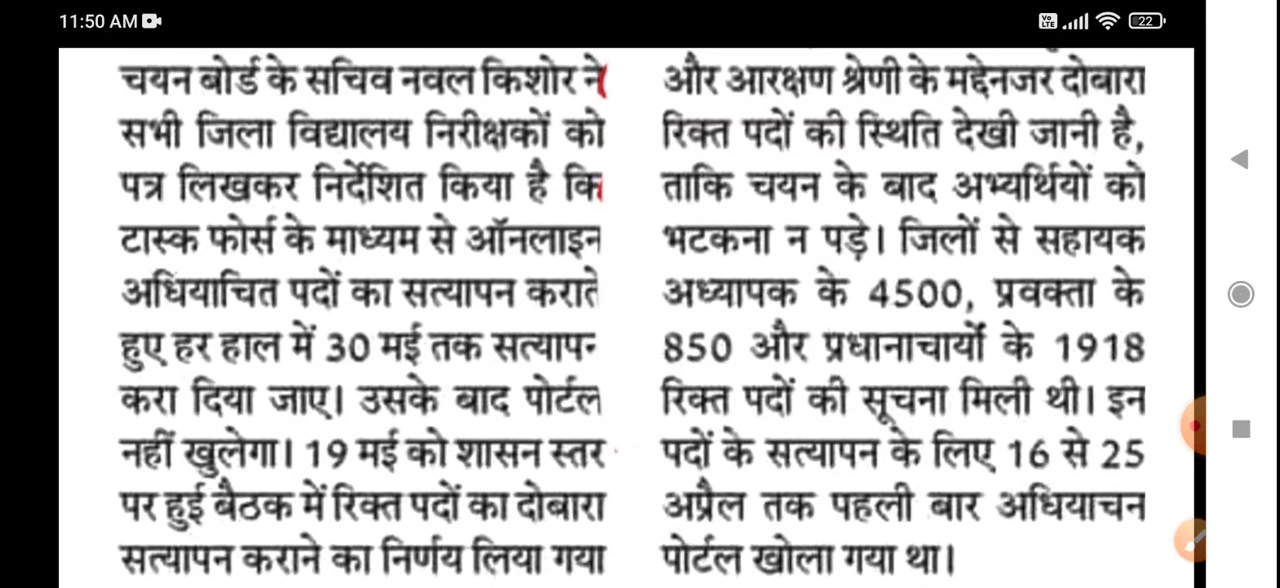 11:50 AM
Vo LTE
22
चयन बोर्ड के सचिव नवल किशोर ने
सभी जिला विद्यालय निरीक्षकों को
पत्र लिखकर निर्देशित किया है कि
टास्क फोर्स के माध्यम से ऑनलाइन
अधियाचित पदों का सत्यापन कराते
हुए हर हाल में 30 मई तक सत्यापन
करा दिया जाए। उसके बाद पोर्टल
नहीं खुलेगा। 19 मई को शासन स्तर
पर हुई बैठक में रिक्त पदों का दोबारा
सत्यापन कराने का निर्णय लिया गया
और आरक्षण श्रेणी के मद्देनजर दोबारा
रिक्त पदों की स्थिति देखी जानी है,
ताकि चयन के बाद अभ्यर्थियों को
भटकना न पड़े। जिलों से सहायक
अध्यापक के 4500, प्रवक्ता के
850 और प्रधानाचार्यों के 1918
रिक्त पदों की सूचना मिली थी। इन
पदों के सत्यापन के लिए 16 से 25
अप्रैल तक पहली बार अधियाचन
पोर्टल खोला गया था।